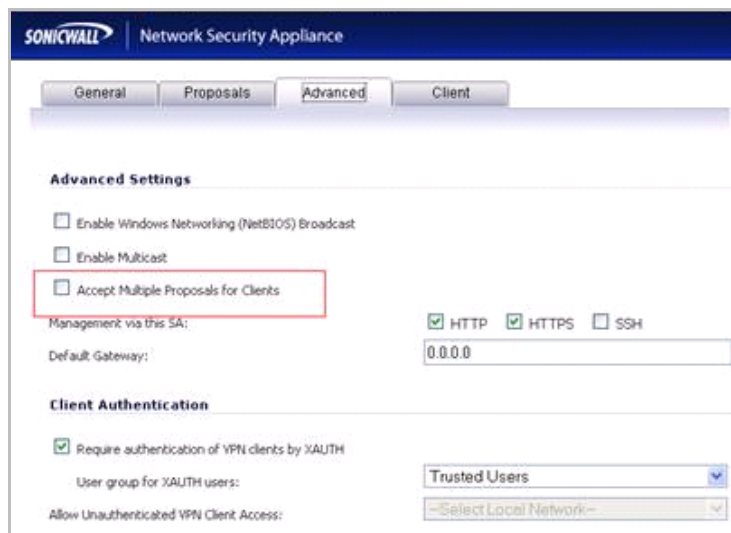 SONICWALL Network Security Appliance
General Proposals Advanced Client
Advanced Settings
Enable Windows Networking (NetBIOS) Broadcast
Enable Multicast
Accept Multiple Proposals for Clients
Management via this SA: HTTP HTTPS SSH
Default Gateway: 0.0.0.0
Client Authentication
Require authentication of VPN clients by XAUTH
User group for XAUTH users: Trusted Users
Allow Unauthenticated VPN Client Access: --Select Local Network--